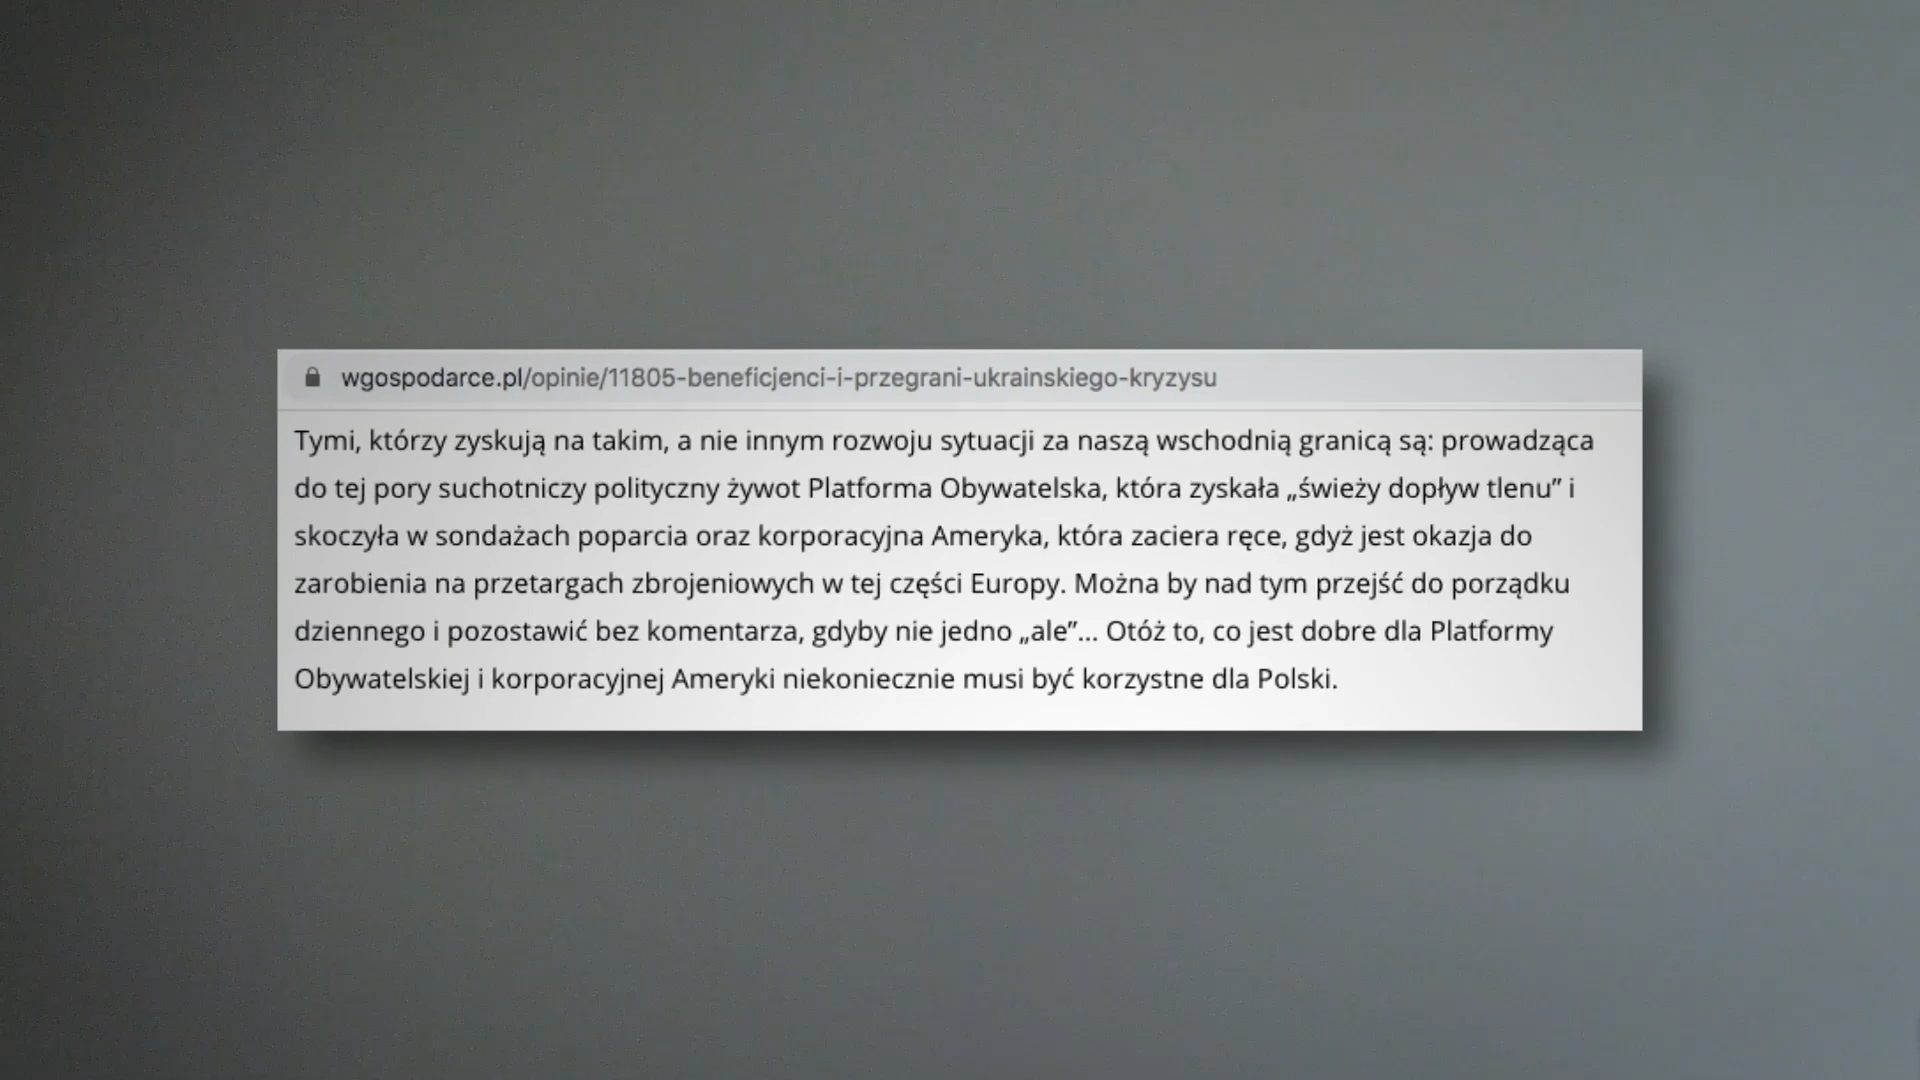 wgospodarce.pl/opinie/11805-beneficjenci-i-przegrani-ukrainskiego-kryzysu
Tymi, którzy zyskują na takim, a nie innym rozwoju sytuacji za naszą wschodnią granicą są: prowadząca
do tej pory suchotniczy polityczny żywot Platforma Obywatelska, która zyskała „świeży dopływ tlenu” i
skoczyła w sondażach poparcia oraz korporacyjna Ameryka, która zaciera ręce, gdyż jest okazja do
zarobienia na przetargach zbrojeniowych w tej części Europy. Można by nad tym przejść do porządku
dziennego i pozostawić bez komentarza, gdyby nie jedno „ale”... Otóż to, co jest dobre dla Platformy
Obywatelskiej i korporacyjnej Ameryki niekoniecznie musi być korzystne dla Polski.